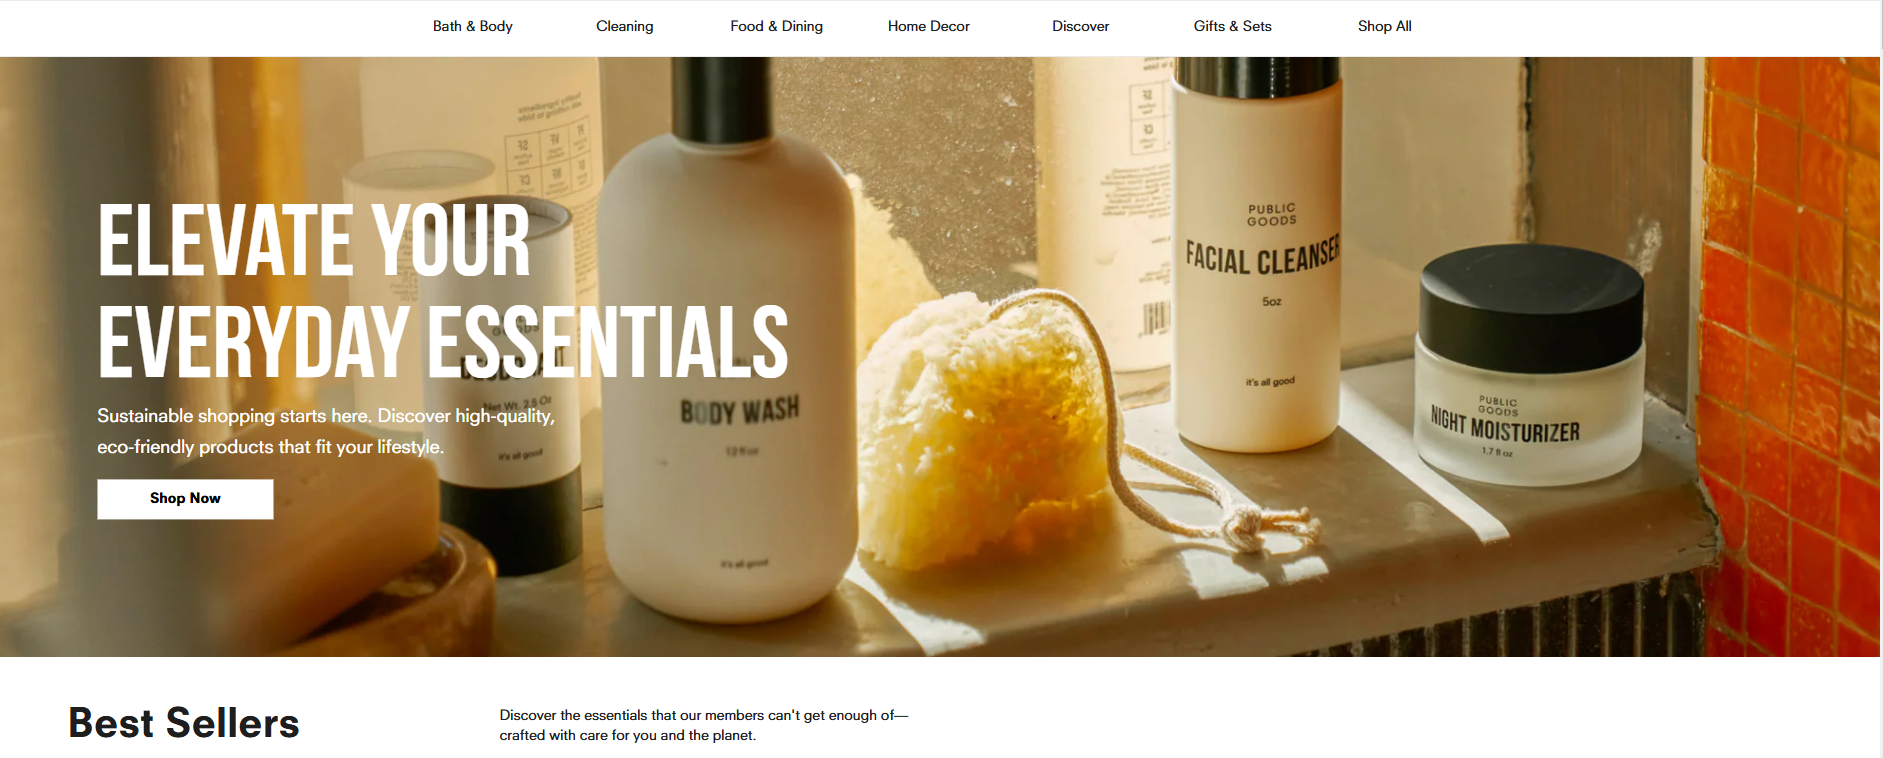 Bath & Body
Cleaning
Food & Dining
Home Decor
Discover
Gifts & Sets
Shop All
ELEVATE YOUR
EVERYDAY ESSENTIALS
Sustainable shopping starts here. Discover high-quality,
eco-friendly products that fit your lifestyle.
Shop Now
Net Wt. 2.5 Oz
it's all good
BODY WASH
12 fl oz
it's all good
PUBLIC
GOODS
FACIAL CLEANSER
5oz
it's all good
PUBLIC
GOODS
NIGHT MOISTURIZER
1.7 fl oz
Best Sellers
Discover the essentials that our members can't get enough of—
crafted with care for you and the planet.